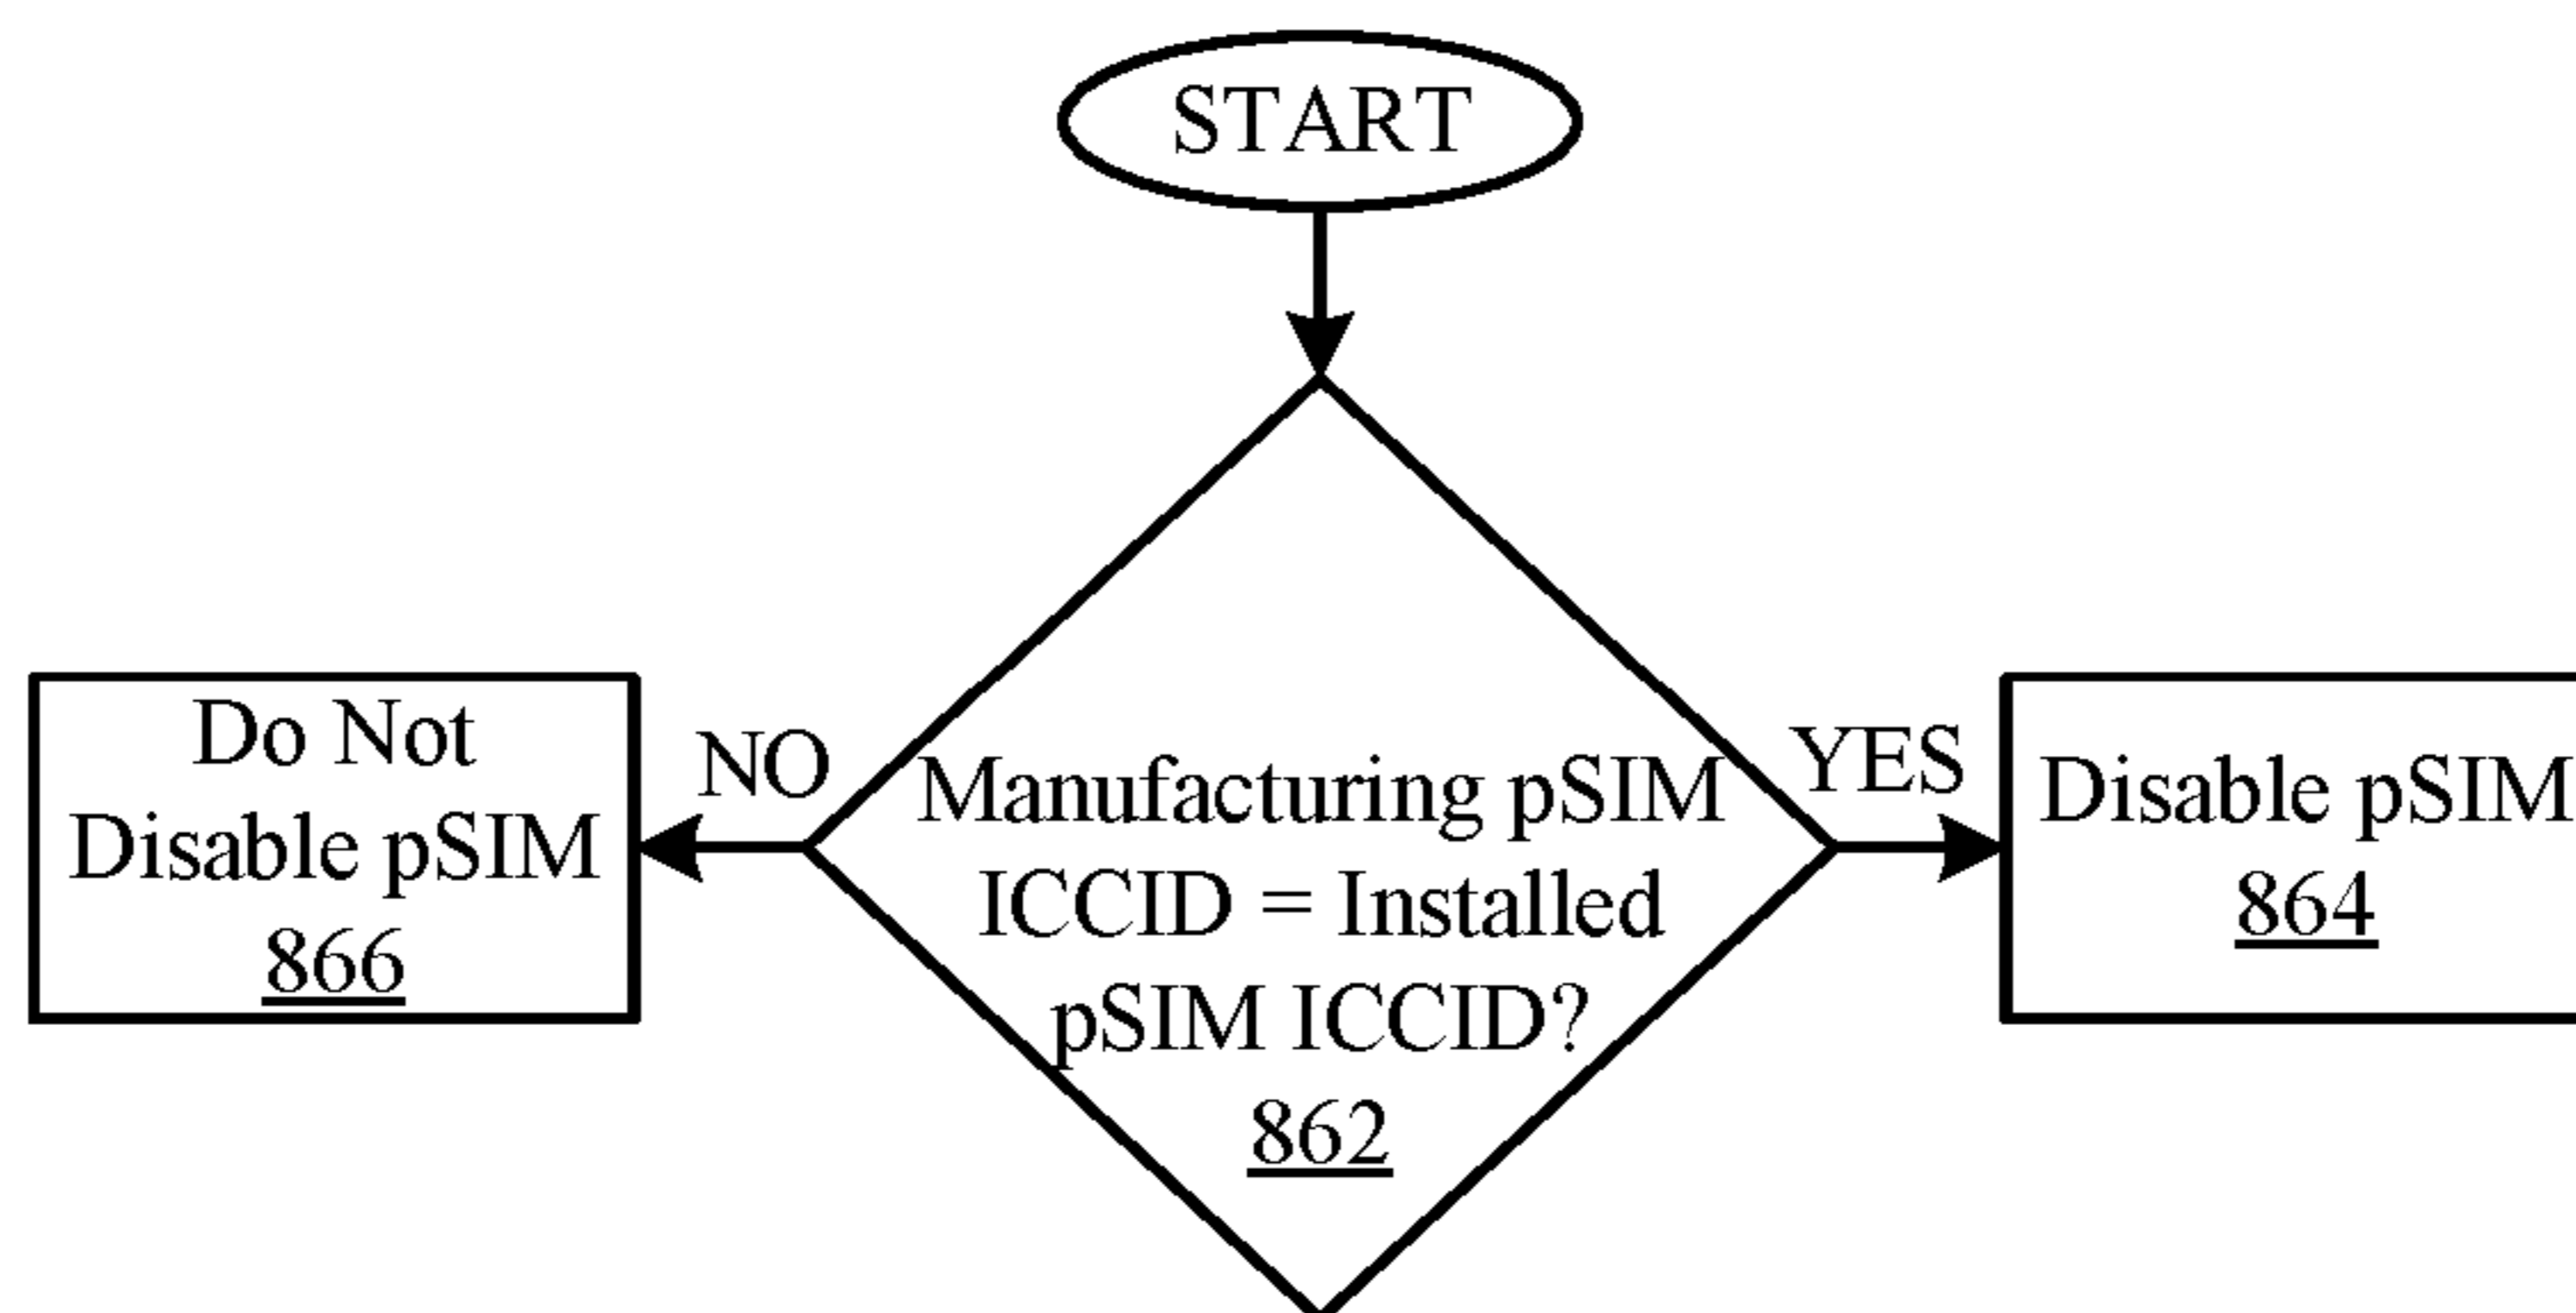 START
Do Not
Disable pSIM
866
NO
Manufacturing pSIM
ICCID = Installed
pSIM ICCID?
862
YES
Disable pSIM
864